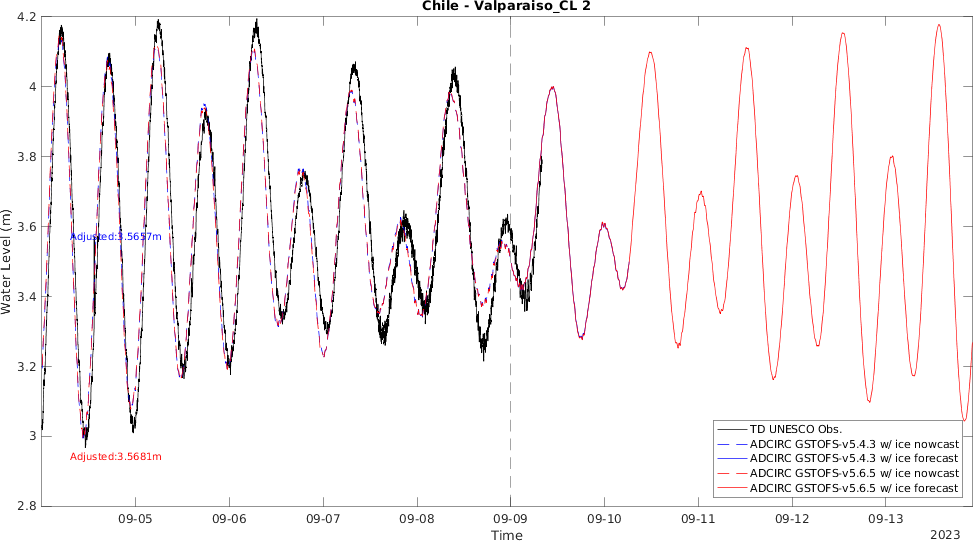 Chile - Valparaiso_CL 2
Water Level (m)
4.2
4
3.8
3.6
3.4
3.2
3
2.8
Adjusted:3.5657m
Adjusted:3.5681m
TD UNESCO Obs.
ADCIRC GSTOFS-v5.4.3 w/ ice nowcast
ADCIRC GSTOFS-v5.4.3 w/ ice forecast
ADCIRC GSTOFS-v5.6.5 w/ ice nowcast
ADCIRC GSTOFS-v5.6.5 w/ ice forecast
09-05 09-06 09-07 09-08 09-09 09-10 09-11 09-12 09-13
Time
2023